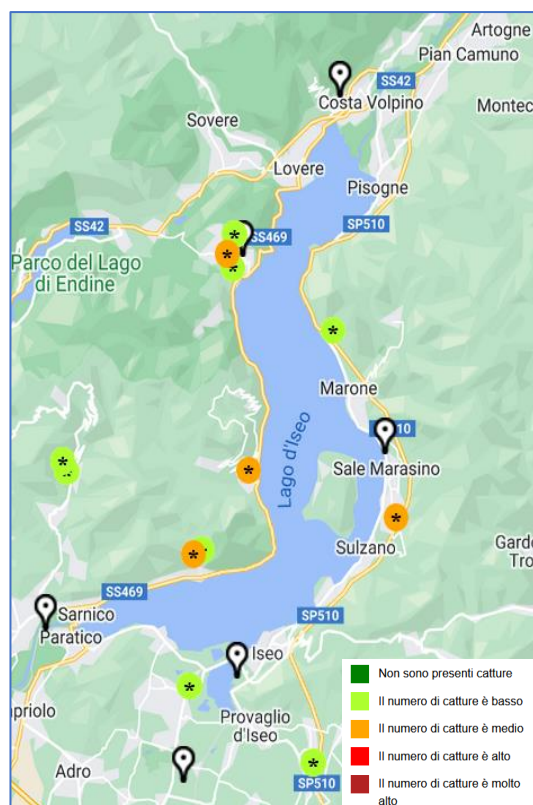 Artogne
Pian Camuno
SS42
Costa Volpino
Sovere
Lovere
Pisogne
SS42
SS469
SP510
Parco del Lago
di Endine
Marone
Lago d'Iseo
Sale Marasino
Sulzano
SS469
Sarnico
Paratico
SP510
Iseo
Provaglio
d'Iseo
Adro
SP510
Non sono presenti catture
Il numero di catture è basso
Il numero di catture è medio
Il numero di catture è alto
Il numero di catture è molto
alto